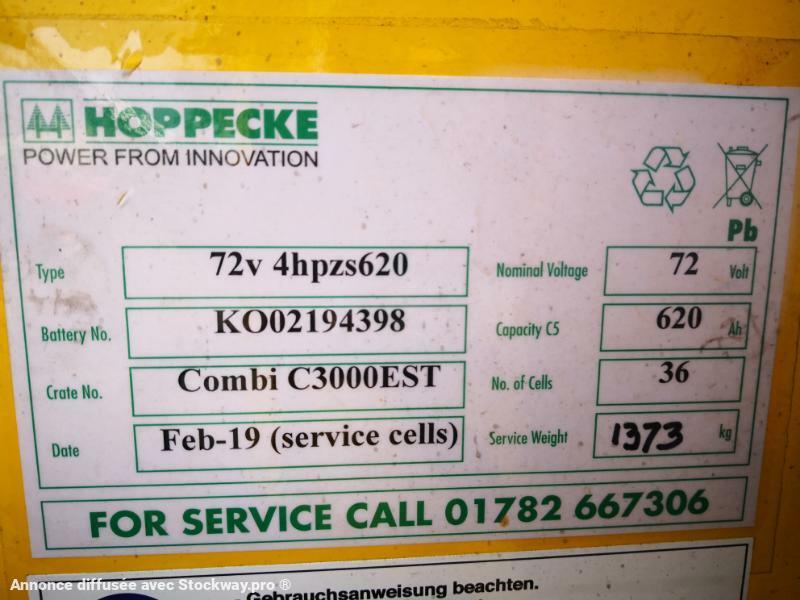 HOPPECKE
POWER FROM INNOVATION
Pb
Type 72v 4hpzs620 Nominal Voltage 72 Volt
Battery No. KO02194398 Capacity C5 620 Ah
Crate No. Combi C3000EST No. of Cells 36
Date Feb-19 (service cells) Service Weight 1373 kg
FOR SERVICE CALL 01782 667306
Gebrauchsanweisung beachten.
Annonce diffusée avec Stockway.pro ®